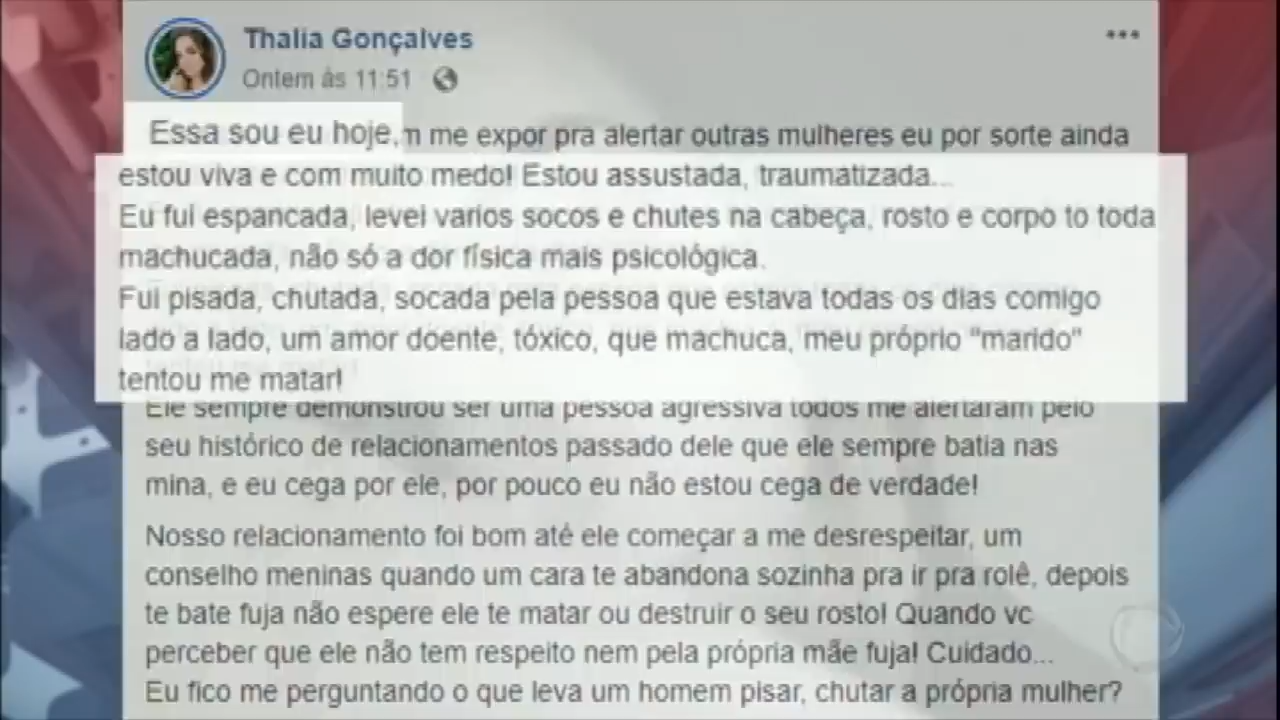 Thalia Gonçalves
Ontem ás 11:51
Essa sou eu hoje, m me expor pra alertar outras mulheres eu por sorte ainda
estou viva e com muito medo! Estou assustada, traumatizada...
Eu fui espancada, levei varios socos e chutes na cabeça, rosto e corpo to toda
machucada, não só a dor física mais psicológica.
Fui pisada, chutada, socada pela pessoa que estava todas os dias comigo
lado a lado, um amor doente, tóxico, que machuca, meu próprio "marido"
tentou me matar!
Ele sempre demonstrou ser uma pessoa agressiva todos me alertaram pelo
seu histórico de relacionamentos passado dele que ele sempre batia nas
mina, e eu cega por ele, por pouco eu não estou cega de verdade!
Nosso relacionamento foi bom até ele começar a me desrespeitar, um
conselho meninas quando um cara te abandona sozinha pra ir pra rolê, depois
te bate fuja não espere ele te matar ou destruir o seu rosto! Quando vc
perceber que ele não tem respeito nem pela própria mãe fuja! Cuidado...
Eu fico me perguntando o que leva um homem pisar, chutar a própria mulher?